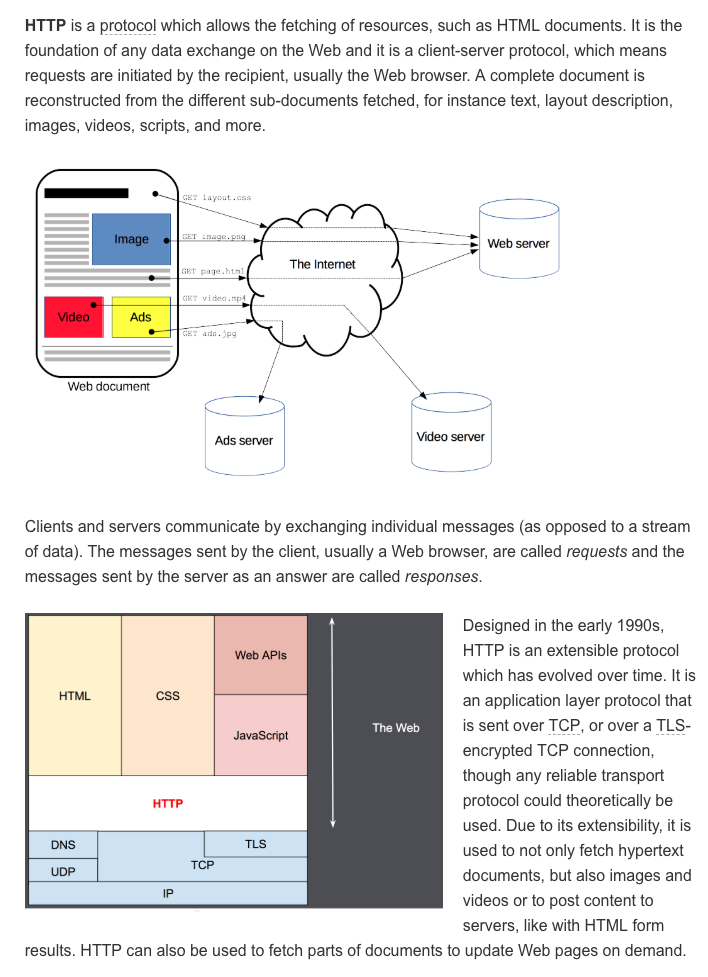 HTTP is a protocol which allows the fetching of resources, such as HTML documents. It is the
foundation of any data exchange on the Web and it is a client-server protocol, which means
requests are initiated by the recipient, usually the Web browser. A complete document is
reconstructed from the different sub-documents fetched, for instance text, layout description,
images, videos, scripts, and more.
GET layout.css
Image
GET image.png
The Internet
Web server
GET page.html
GET video.mp4
Video
Ads
GET ads.jpg
Web document
Ads server
Video server
Clients and servers communicate by exchanging individual messages (as opposed to a stream
of data). The messages sent by the client, usually a Web browser, are called requests and the
messages sent by the server as an answer are called responses.
HTML
CSS
Web APIs
JavaScript
The Web
HTTP
DNS
TLS
UDP
TCP
IP
Designed in the early 1990s,
HTTP is an extensible protocol
which has evolved over time. It is
an application layer protocol that
is sent over TCP, or over a TLS-
encrypted TCP connection,
though any reliable transport
protocol could theoretically be
used. Due to its extensibility, it is
used to not only fetch hypertext
documents, but also images and
videos or to post content to
servers, like with HTML form
results. HTTP can also be used to fetch parts of documents to update Web pages on demand.